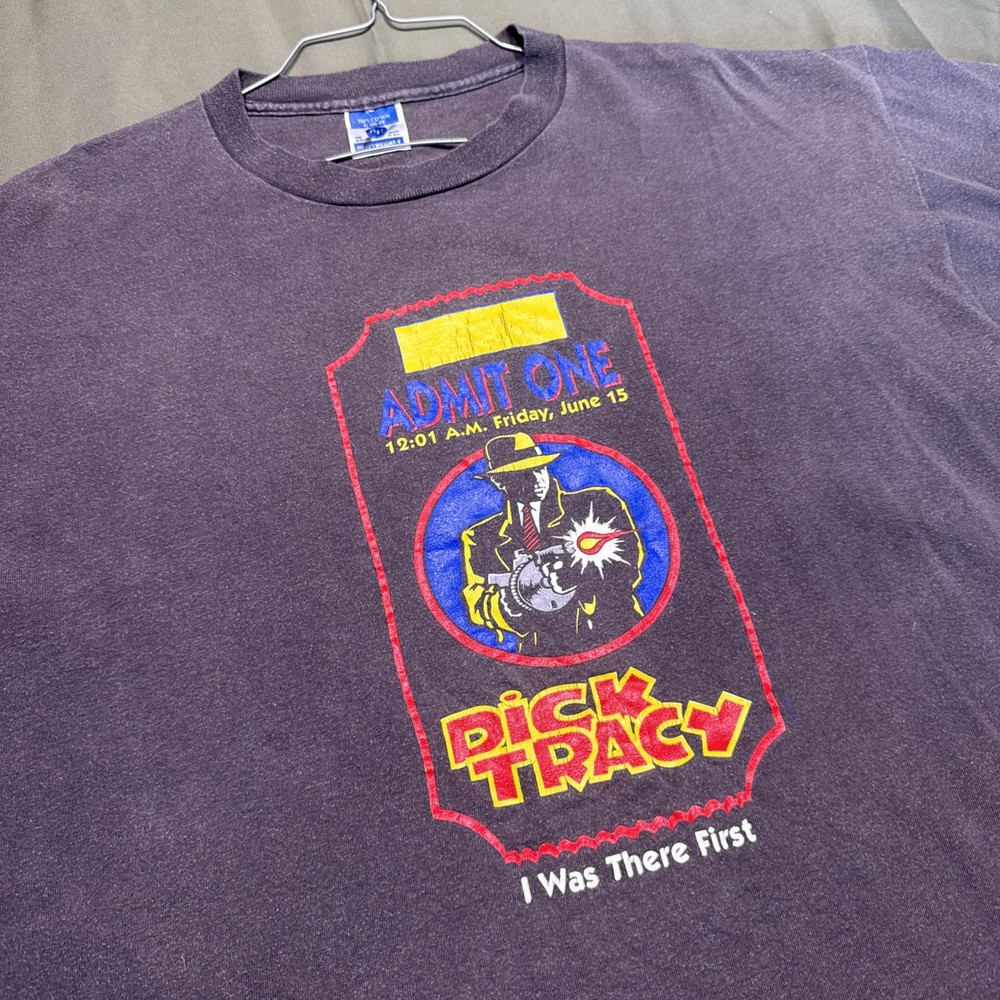 ADMIT ONE
12:01 A.M. Friday, June 15
DiCK
TRACY
I Was There First